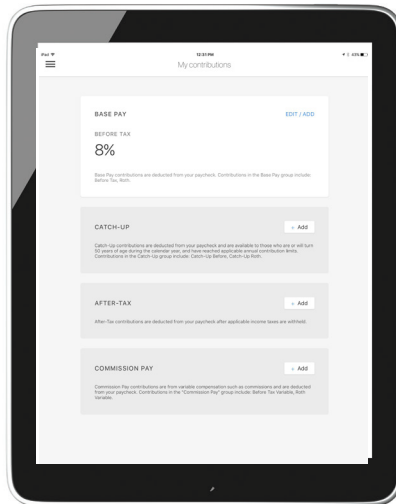 iPad 12:51 PM 43%
My contributions
BASE PAY EDIT / ADD
BEFORE TAX
8%
Base Pay contributions are deducted from your paycheck. Contributions in the Base Pay group include:
Before Tax, Roth.
CATCH-UP + Add
Catch-Up contributions are deducted from your paycheck and are available to those who are or will turn
50 years of age during the calendar year, and have reached applicable annual contribution limits.
Contributions in the Catch-Up group include: Catch-Up Before, Catch-Up Roth.
AFTER-TAX + Add
After-Tax contributions are deducted from your paycheck after applicable income taxes are withheld.
COMMISSION PAY + Add
Commission Pay contributions are from variable compensation such as commissions and are deducted
from your paycheck. Contributions in the "Commission Pay" group include: Before Tax Variable, Roth
Variable.